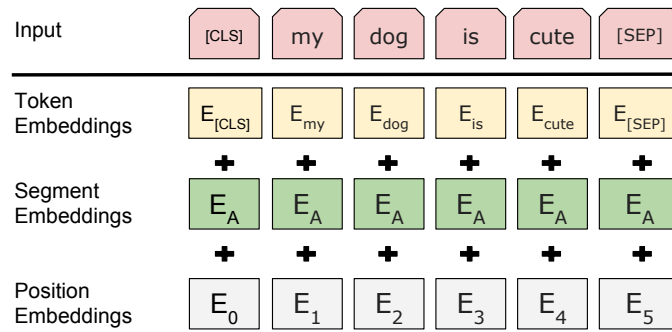 Input [CLS] my dog is cute [SEP]
Token
Embeddings E[CLS] Emy Edog Eis Ecute E[SEP]
+ + + + + +
Segment
Embeddings EA EA EA EA EA EA
+ + + + + +
Position
Embeddings E0 E1 E2 E3 E4 E5